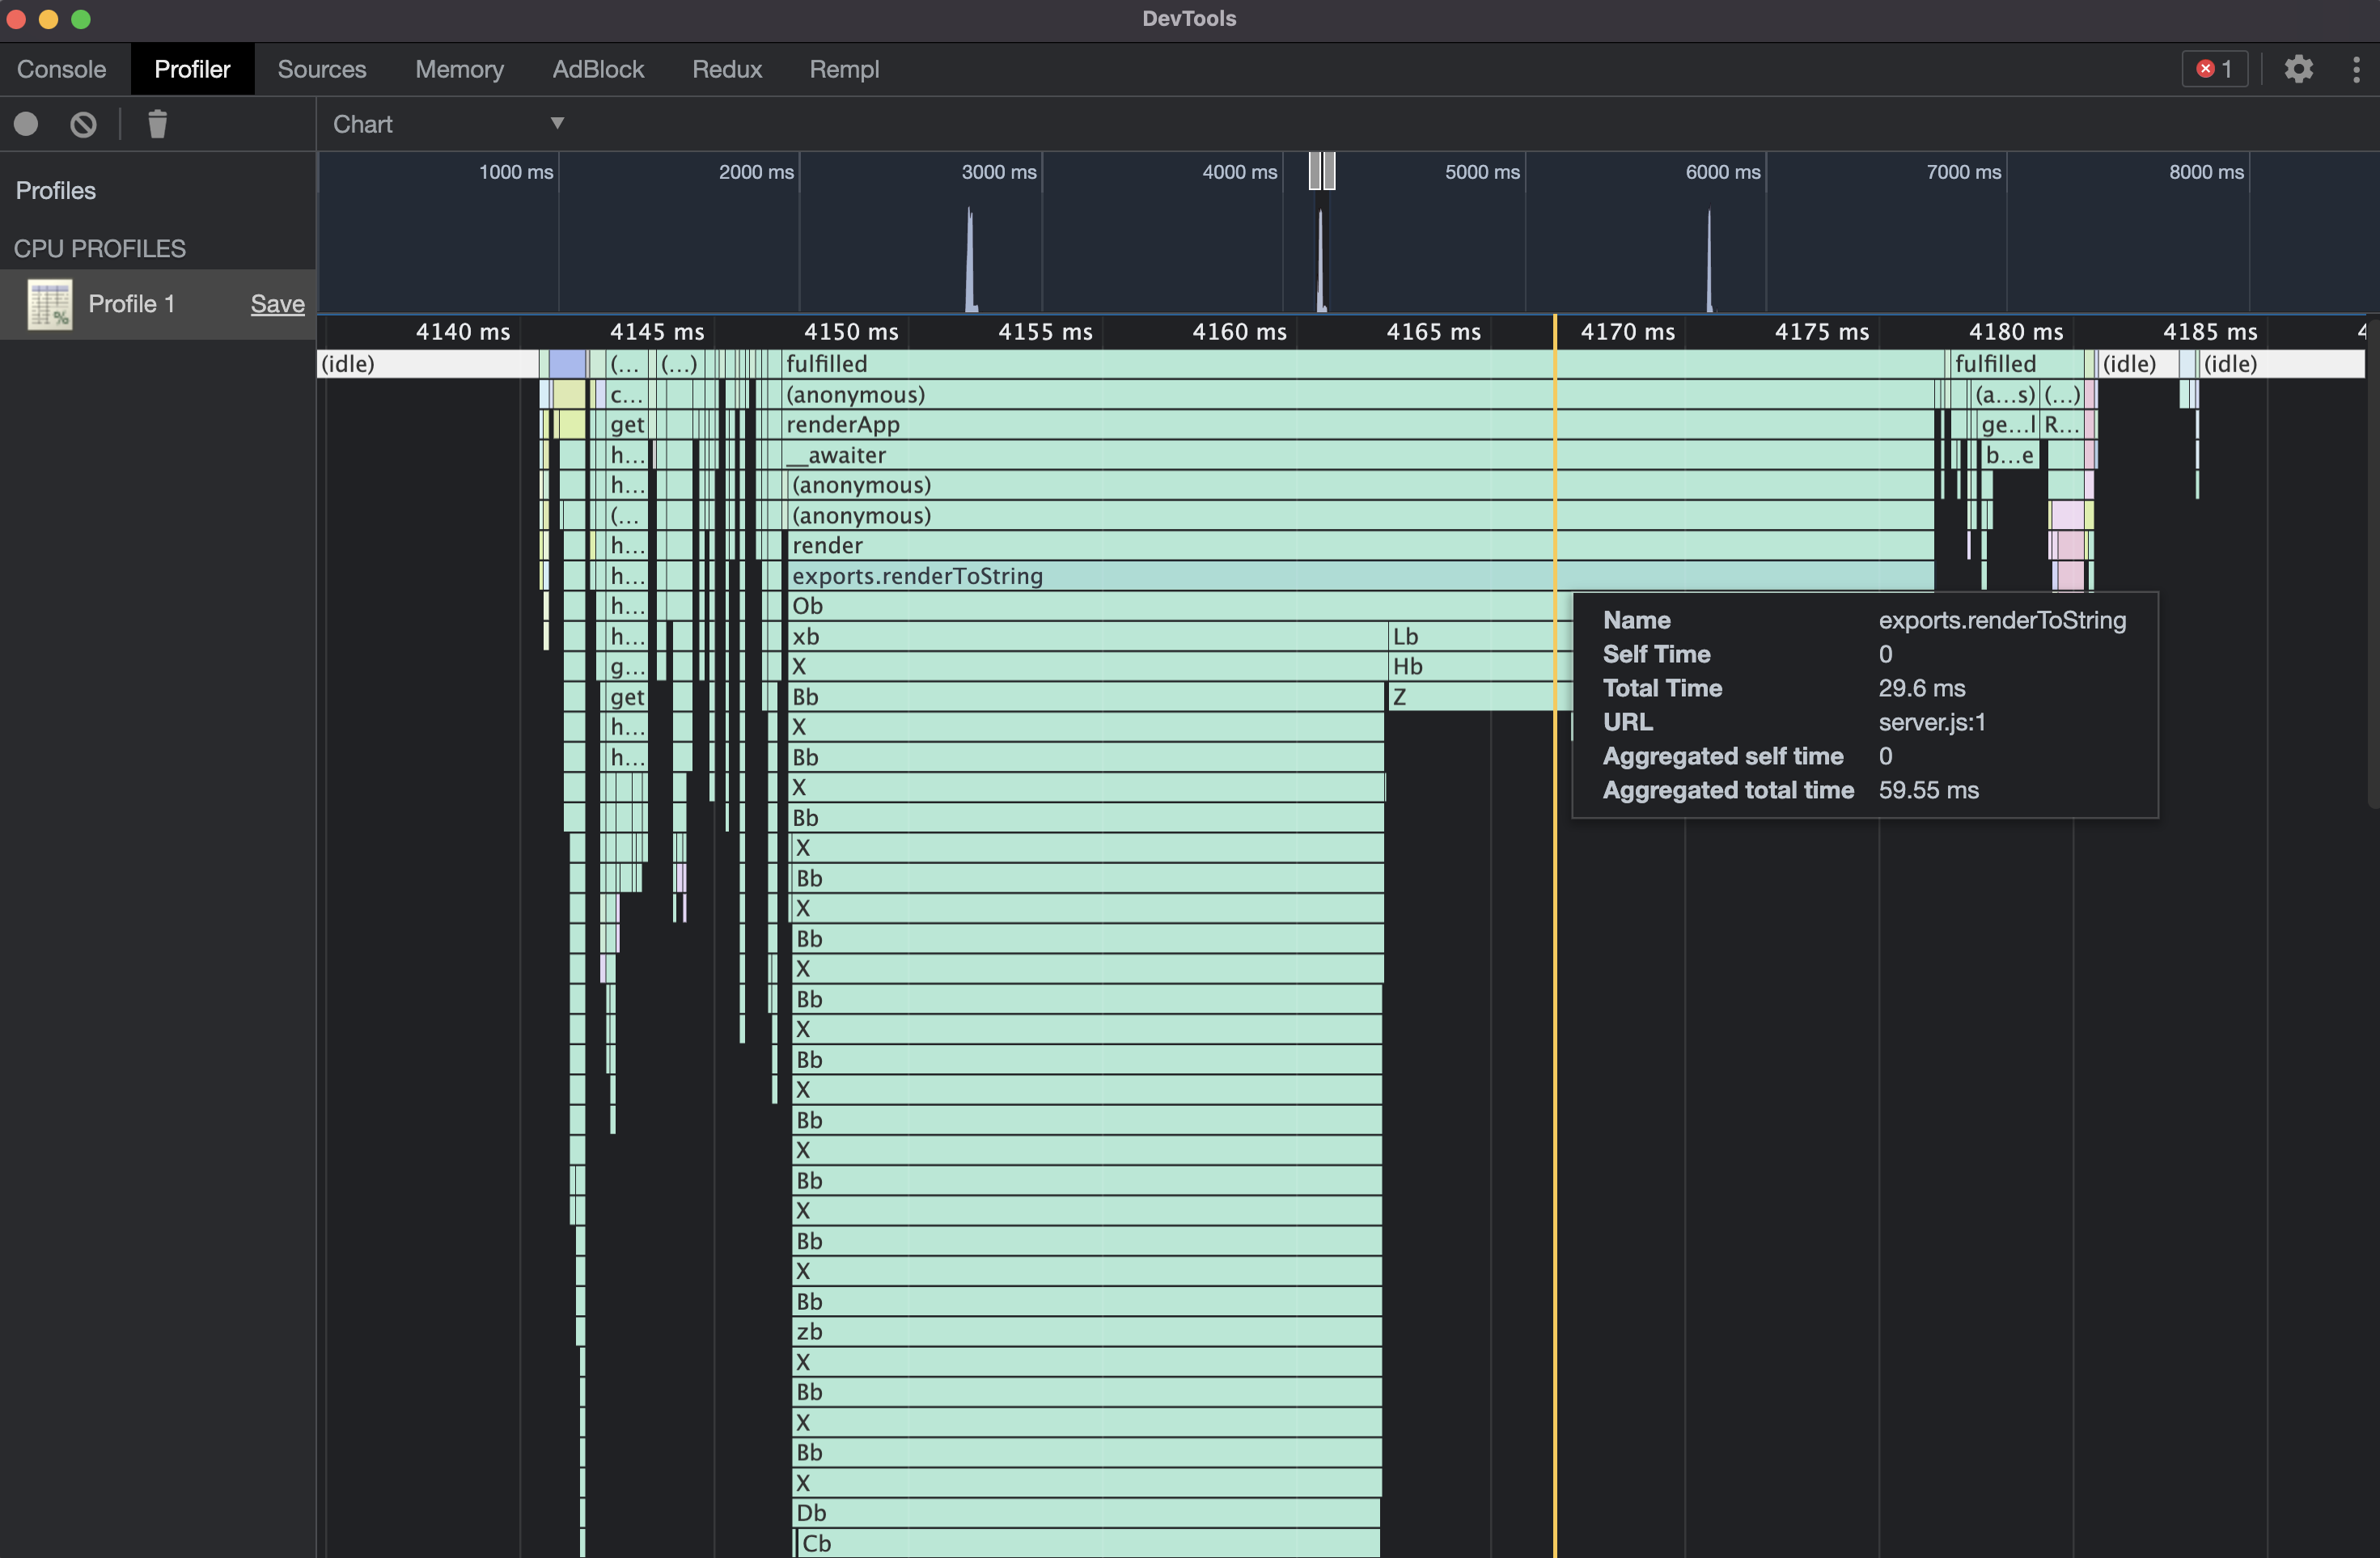 DevTools
Console Profiler Sources Memory AdBlock Redux Rempl 1
Chart
Profiles
CPU PROFILES
Profile 1 Save
1000 ms 2000 ms 3000 ms 4000 ms 5000 ms 6000 ms 7000 ms 8000 ms
4140 ms 4145 ms 4150 ms 4155 ms 4160 ms 4165 ms 4170 ms 4175 ms 4180 ms 4185 ms 4
(idle) (... (...) fulfilled fulfilled (idle) (idle)
c... (anonymous) (a...s) (...)
get renderApp ge...l R...
h... __awaiter b...e
h... (anonymous)
(... (anonymous)
h... render
h... exports.renderToString
h... Ob
h... xb Lb
g... X Hb
get Bb Z
h... X
h... Bb
X
Bb
X
Bb
X
Bb
X
Bb
X
Bb
X
Bb
X
Bb
X
Bb
X
Bb
zb
X
Bb
X
Bb
X
Db
Cb
Name exports.renderToString
Self Time 0
Total Time 29.6 ms
URL server.js:1
Aggregated self time 0
Aggregated total time 59.55 ms